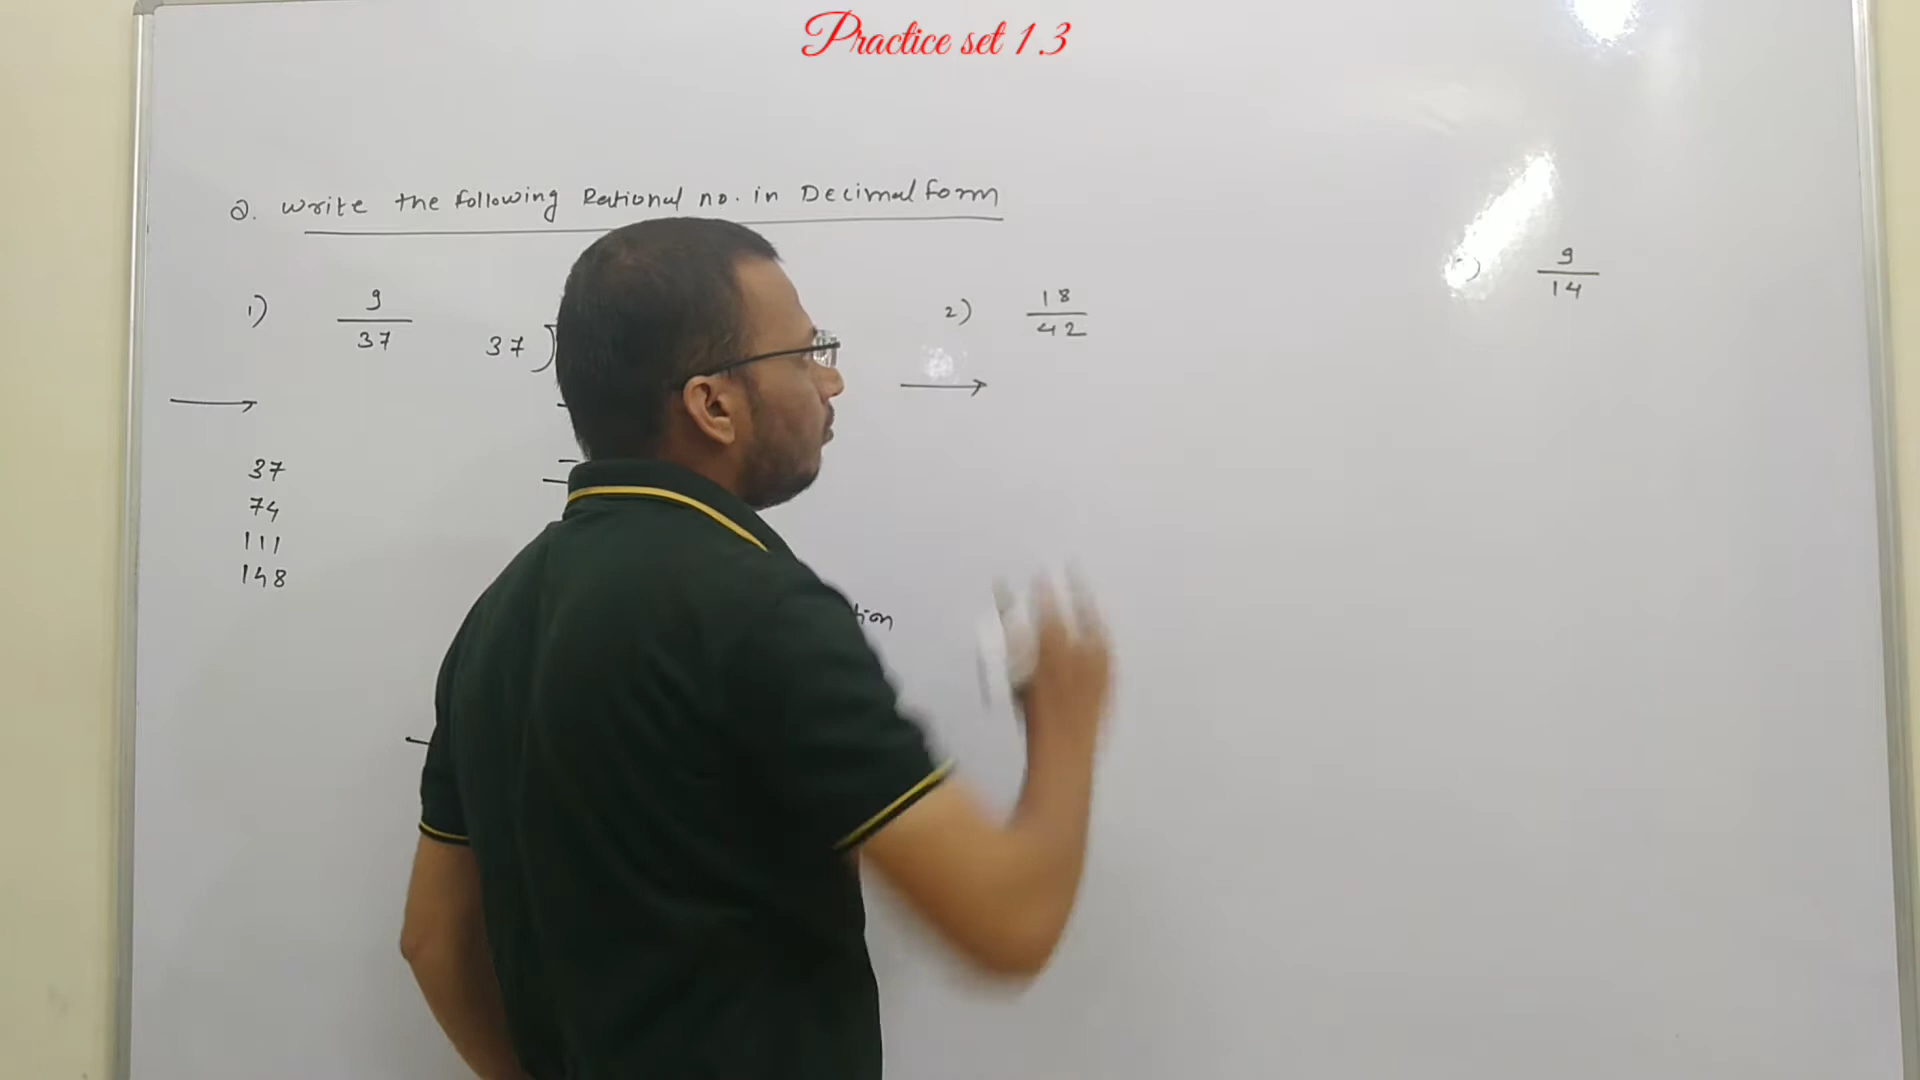 Practice set 1.3
Q. Write the following Rational no. in Decimal form
1) 9/37
37)
37
74
111
148
tion
2) 18/42
9/14